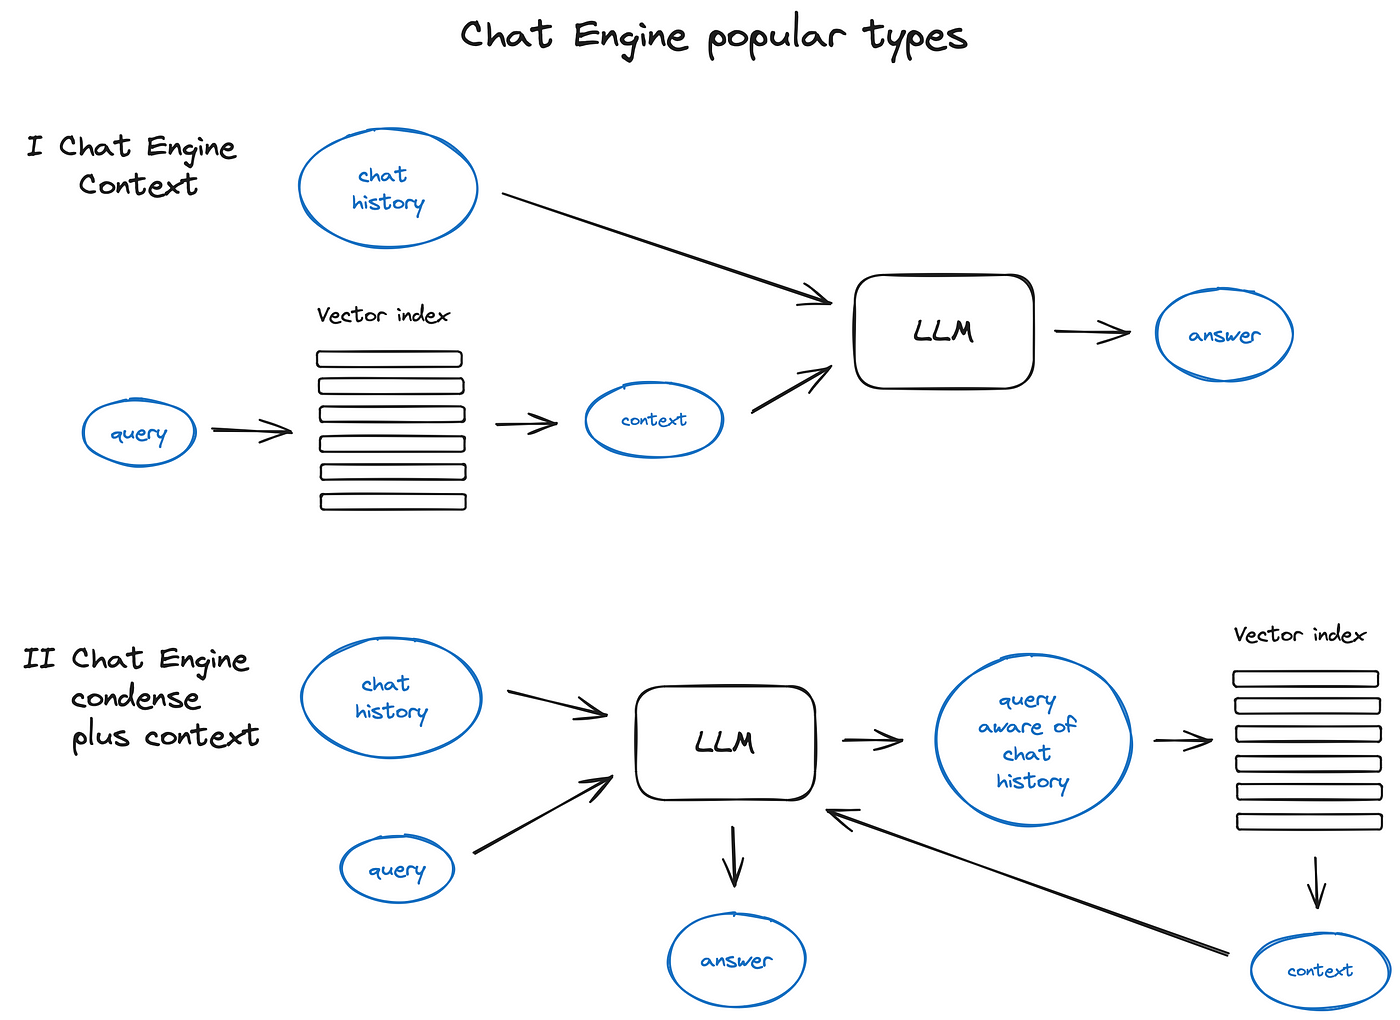 Chat Engine popular types
I Chat Engine
Context
chat
history
Vector index
query
context
LLM
answer
II Chat Engine
condense
plus context
chat
history
query
LLM
answer
query
aware of
chat
history
Vector index
context